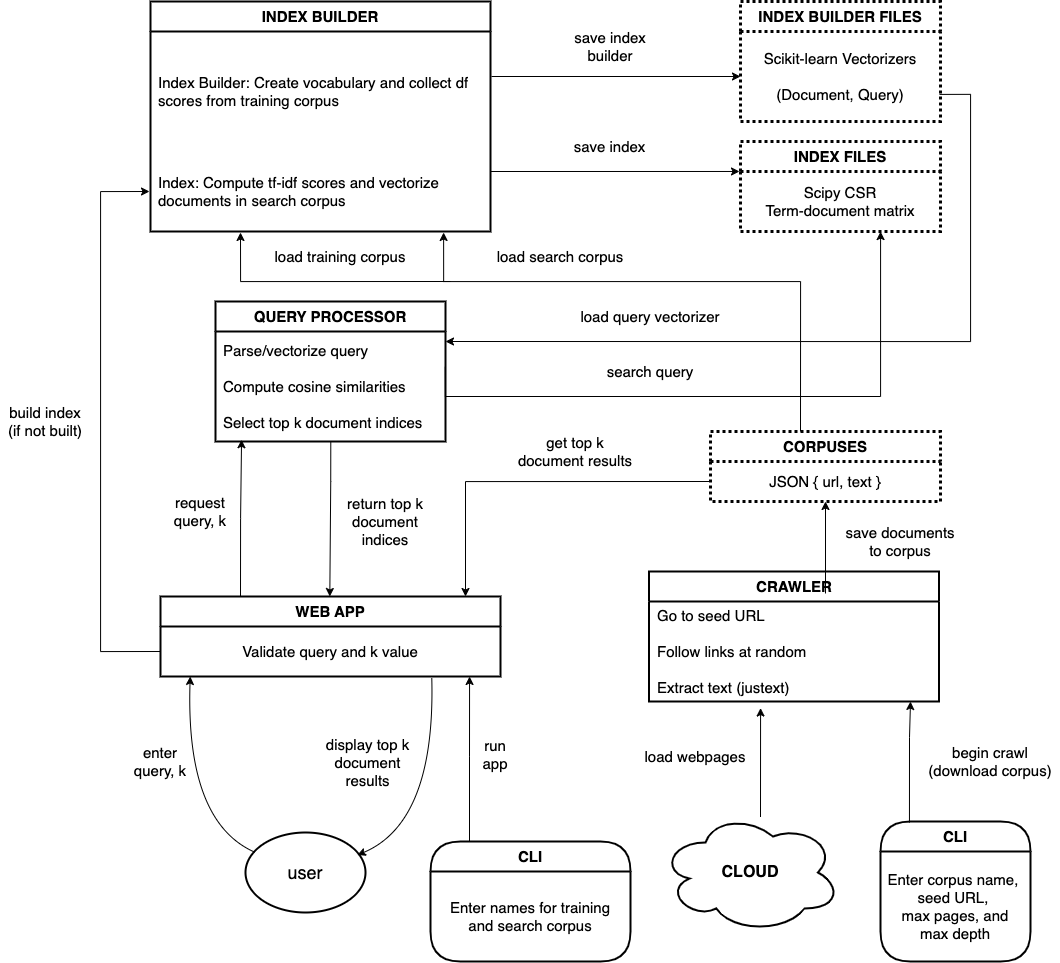 INDEX BUILDER
Index Builder: Create vocabulary and collect df
scores from training corpus
Index: Compute tf-idf scores and vectorize
documents in search corpus
save index
builder
save index
INDEX BUILDER FILES
Scikit-learn Vectorizers
(Document, Query)
INDEX FILES
Scipy CSR
Term-document matrix
load training corpus
load search corpus
QUERY PROCESSOR
Parse/vectorize query
Compute cosine similarities
Select top k document indices
load query vectorizer
search query
build index
(if not built)
get top k
document results
CORPUSES
JSON { url, text }
request
query, k
return top k
document
indices
save documents
to corpus
WEB APP
Validate query and k value
CRAWLER
Go to seed URL
Follow links at random
Extract text (justext)
enter
query, k
display top k
document
results
run
app
load webpages
begin crawl
(download corpus)
user
CLI
Enter names for training
and search corpus
CLOUD
CLI
Enter corpus name,
seed URL,
max pages, and
max depth